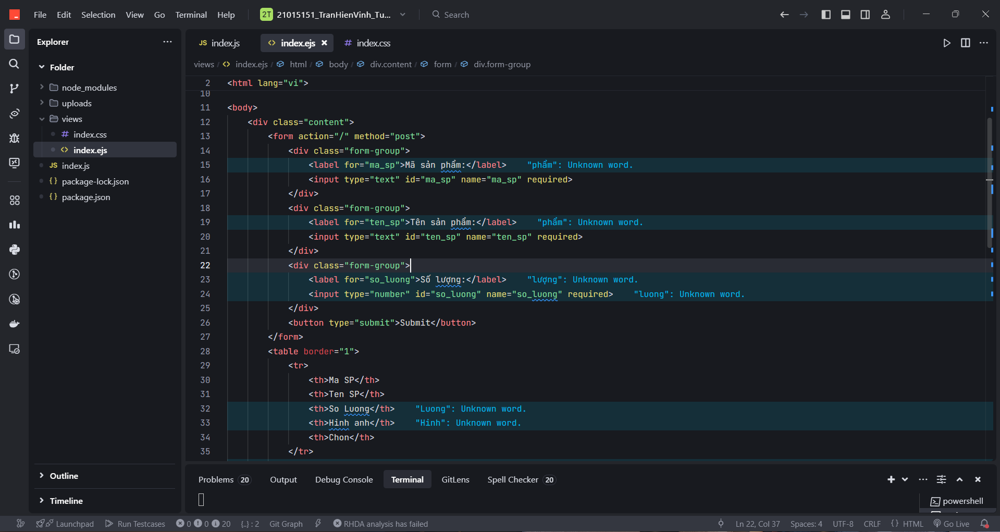 File Edit Selection View Go Terminal Help 2T 21015151_TranHienVinh_Tu... Search
Explorer
Folder
node_modules
uploads
views
# index.css
<> index.ejs
JS index.js
{} package-lock.json
{} package.json
Outline
Timeline
JS index.js <> index.ejs # index.css
views / <> index.ejs / html / body / div.content / form / div.form-group
2 <html lang="vi">
10
11 <body>
12 <div class="content">
13 <form action="/" method="post">
14 <div class="form-group">
15 <label for="ma_sp">Mã sản phẩm:</label> "phẩm": Unknown word.
16 <input type="text" id="ma_sp" name="ma_sp" required>
17 </div>
18 <div class="form-group">
19 <label for="ten_sp">Tên sản phẩm:</label> "phẩm": Unknown word.
20 <input type="text" id="ten_sp" name="ten_sp" required>
21 </div>
22 <div class="form-group">
23 <label for="so_luong">Số lượng:</label> "lượng": Unknown word.
24 <input type="number" id="so_luong" name="so_luong" required> "luong": Unknown word.
25 </div>
26 <button type="submit">Submit</button>
27 </form>
28 <table border="1">
29 <tr>
30 <th>Ma SP</th>
31 <th>Ten SP</th>
32 <th>So Luong</th> "Luong": Unknown word.
33 <th>Hinh anh</th> "Hinh": Unknown word.
34 <th>Chon</th>
35 </tr>
Problems 20 Output Debug Console Terminal GitLens Spell Checker 20
powershell
Launchpad Run Testcases 0 0 20 {..} : 2 Git Graph RHDA analysis has failed Ln 22, Col 37 Spaces: 4 UTF-8 CRLF {} HTML Go Live